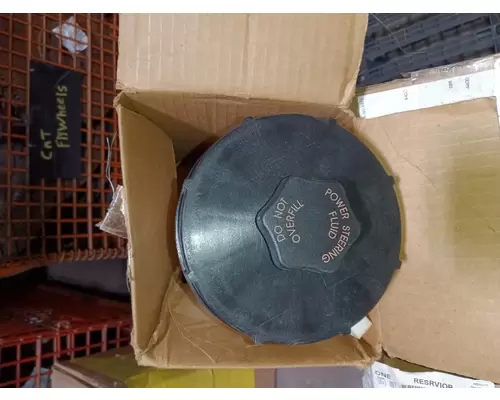 CAT
FlYwheels
DO NOT
OVERFILL
POWER STEERING
FLUID
RESRVIOR